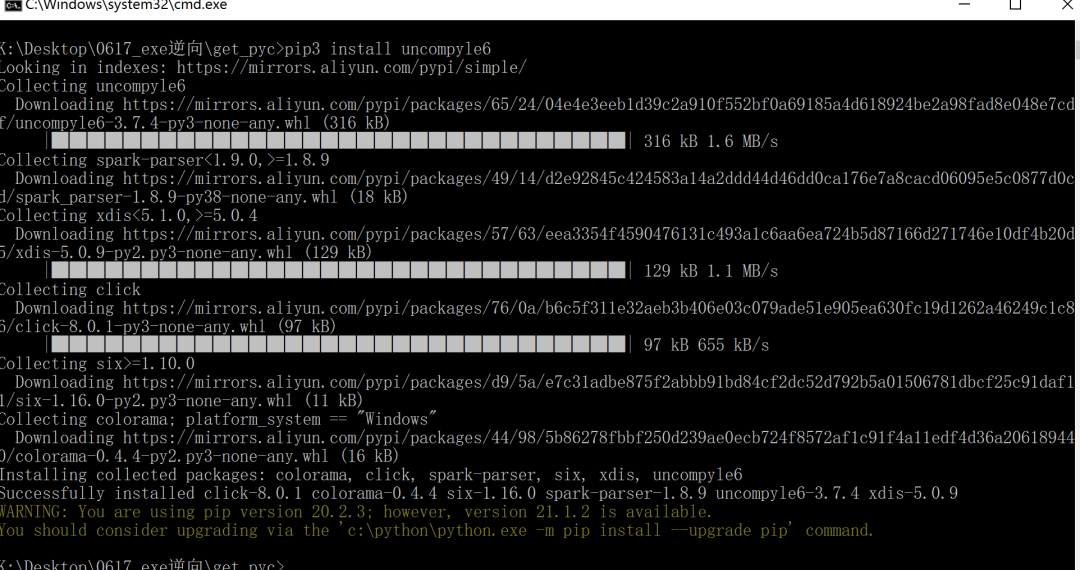 C:\Windows\system32\cmd.exe
K:\Desktop\0617_exe逆向\get_pyc>pip3 install uncompyle6
Looking in indexes: https://mirrors.aliyun.com/pypi/simple/
Collecting uncompyle6
Downloading https://mirrors.aliyun.com/pypi/packages/65/24/04e4e3eeb1d39c2a910f552bf0a69185a4d618924be2a98fad8e048e7cd
f/uncompyle6-3.7.4-py3-none-any.whl (316 kB)
316 kB 1.6 MB/s
Collecting spark-parser<1.9.0,>=1.8.9
Downloading https://mirrors.aliyun.com/pypi/packages/49/14/d2e92845c424583a14a2ddd44d46dd0ca176e7a8cacd06095e5c0877d0c
d/spark_parser-1.8.9-py38-none-any.whl (18 kB)
Collecting xdis<5.1.0,>=5.0.4
Downloading https://mirrors.aliyun.com/pypi/packages/57/63/eea3354f4590476131c493a1c6aa6ea724b5d87166d271746e10df4b20d
5/xdis-5.0.9-py2.py3-none-any.whl (129 kB)
129 kB 1.1 MB/s
Collecting click
Downloading https://mirrors.aliyun.com/pypi/packages/76/0a/b6c5f311e32aeb3b406e03c079ade51e905ea630fc19d1262a46249c1c8
6/click-8.0.1-py3-none-any.whl (97 kB)
97 kB 655 kB/s
Collecting six>=1.10.0
Downloading https://mirrors.aliyun.com/pypi/packages/d9/5a/e7c31adbe875f2abbb91bd84cf2dc52d792b5a01506781dbcf25c91daf1
1/six-1.16.0-py2.py3-none-any.whl (11 kB)
Collecting colorama; platform_system == "Windows"
Downloading https://mirrors.aliyun.com/pypi/packages/44/98/5b86278fbbf250d239ae0ecb724f8572af1c91f4a11edf4d36a20618944
0/colorama-0.4.4-py2.py3-none-any.whl (16 kB)
Installing collected packages: colorama, click, spark-parser, six, xdis, uncompyle6
Successfully installed click-8.0.1 colorama-0.4.4 six-1.16.0 spark-parser-1.8.9 uncompyle6-3.7.4 xdis-5.0.9
WARNING: You are using pip version 20.2.3; however, version 21.1.2 is available.
You should consider upgrading via the 'c:\python\python.exe -m pip install --upgrade pip' command.
K:\Desktop\0617_exe逆向\get_pyc>